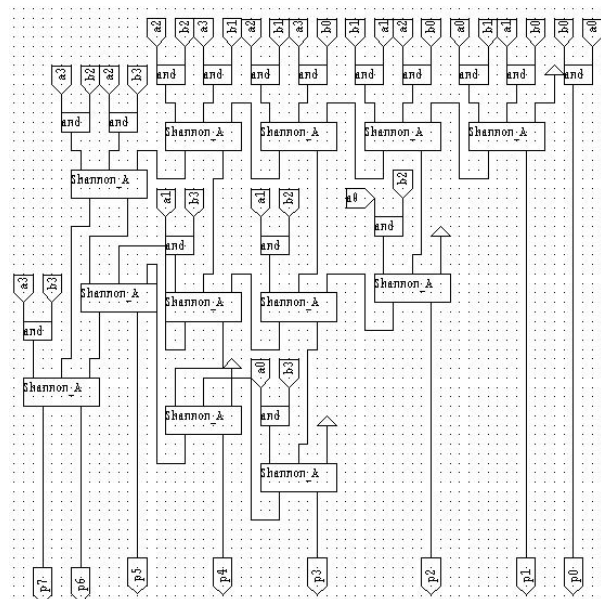 a2 b2 a3 b1 a2 b1 a3 b0 b1 a1 a2 b0 a0 b1 a1 b0 b0 a0
a3 b2 a2 b3 and and and and and and and and and
and and Shannon_A Shannon_A Shannon_A Shannon_A
Shannon_A
a1 b3 a1 b2 a0 b2
and and and
a3 b3 Shannon_A Shannon_A Shannon_A Shannon_A
and
a0 b3
Shannon_A
Shannon_A and
Shannon_A
p7 p6 p5 p4 p3 p2 p1 p0